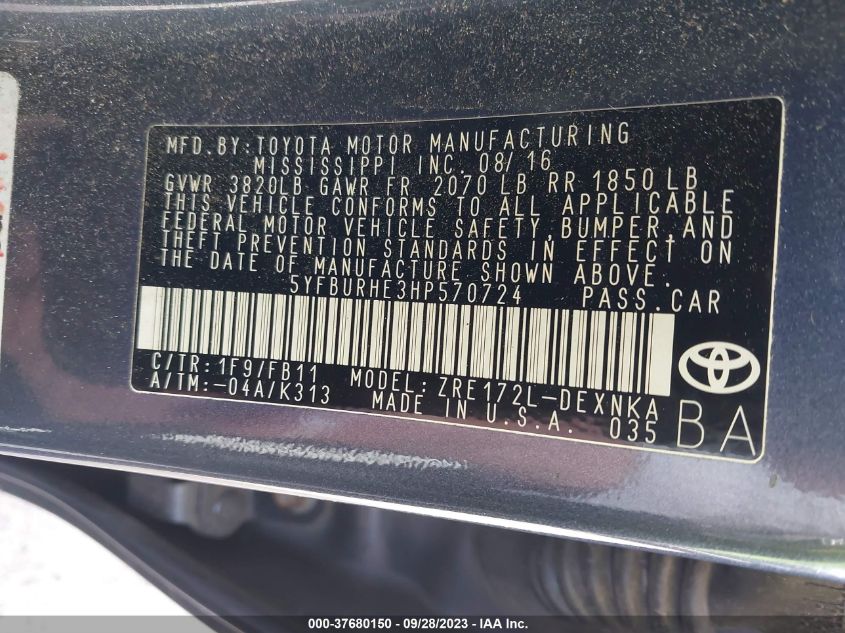 MFD. BY: TOYOTA MOTOR MANUFACTURING
MISSISSIPPI INC. 08/16
GVWR 3820LB GAWR FR 2070 LB RR 1850 LB
THIS VEHICLE CONFORMS TO ALL APPLICABLE
FEDERAL MOTOR VEHICLE SAFETY, BUMPER, AND
THEFT PREVENTION STANDARDS IN EFFECT ON
THE DATE OF MANUFACTURE SHOWN ABOVE.
5YFBURHE3HP570724 PASS. CAR
C/TR: 1F9/FB11 MODEL: ZRE172L-DEXNKA
A/TM: -04A/K313 MADE IN U.S.A. 035
BA
000-37680150 / 09/28/2023 / IAA Inc.